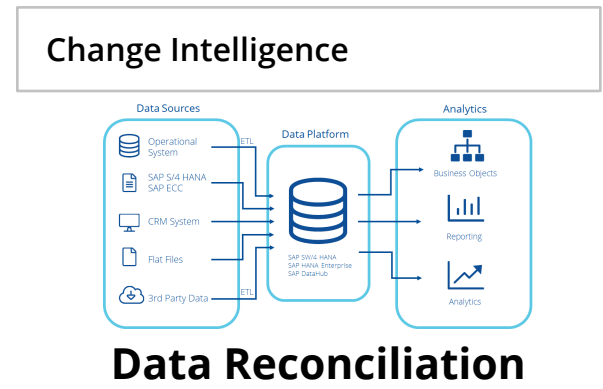 Change Intelligence
Data Sources
Operational
System
SAP S/4 HANA
SAP ECC
CRM System
Flat Files
3rd Party Data
ETL
ETL
Data Platform
SAP SW/4 HANA
SAP HANA Enterprise
SAP DataHub
Analytics
Business Objects
Reporting
Analytics
Data Reconciliation